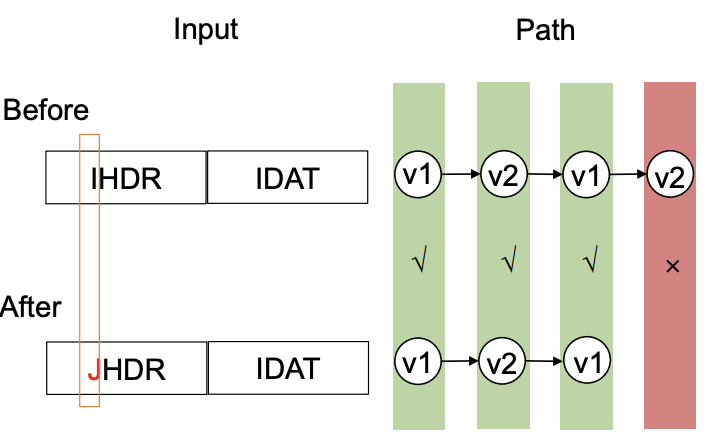 Input Path
Before
IHDR IDAT v1 v2 v1 v2
√ √ √ ×
After
JHDR IDAT v1 v2 v1